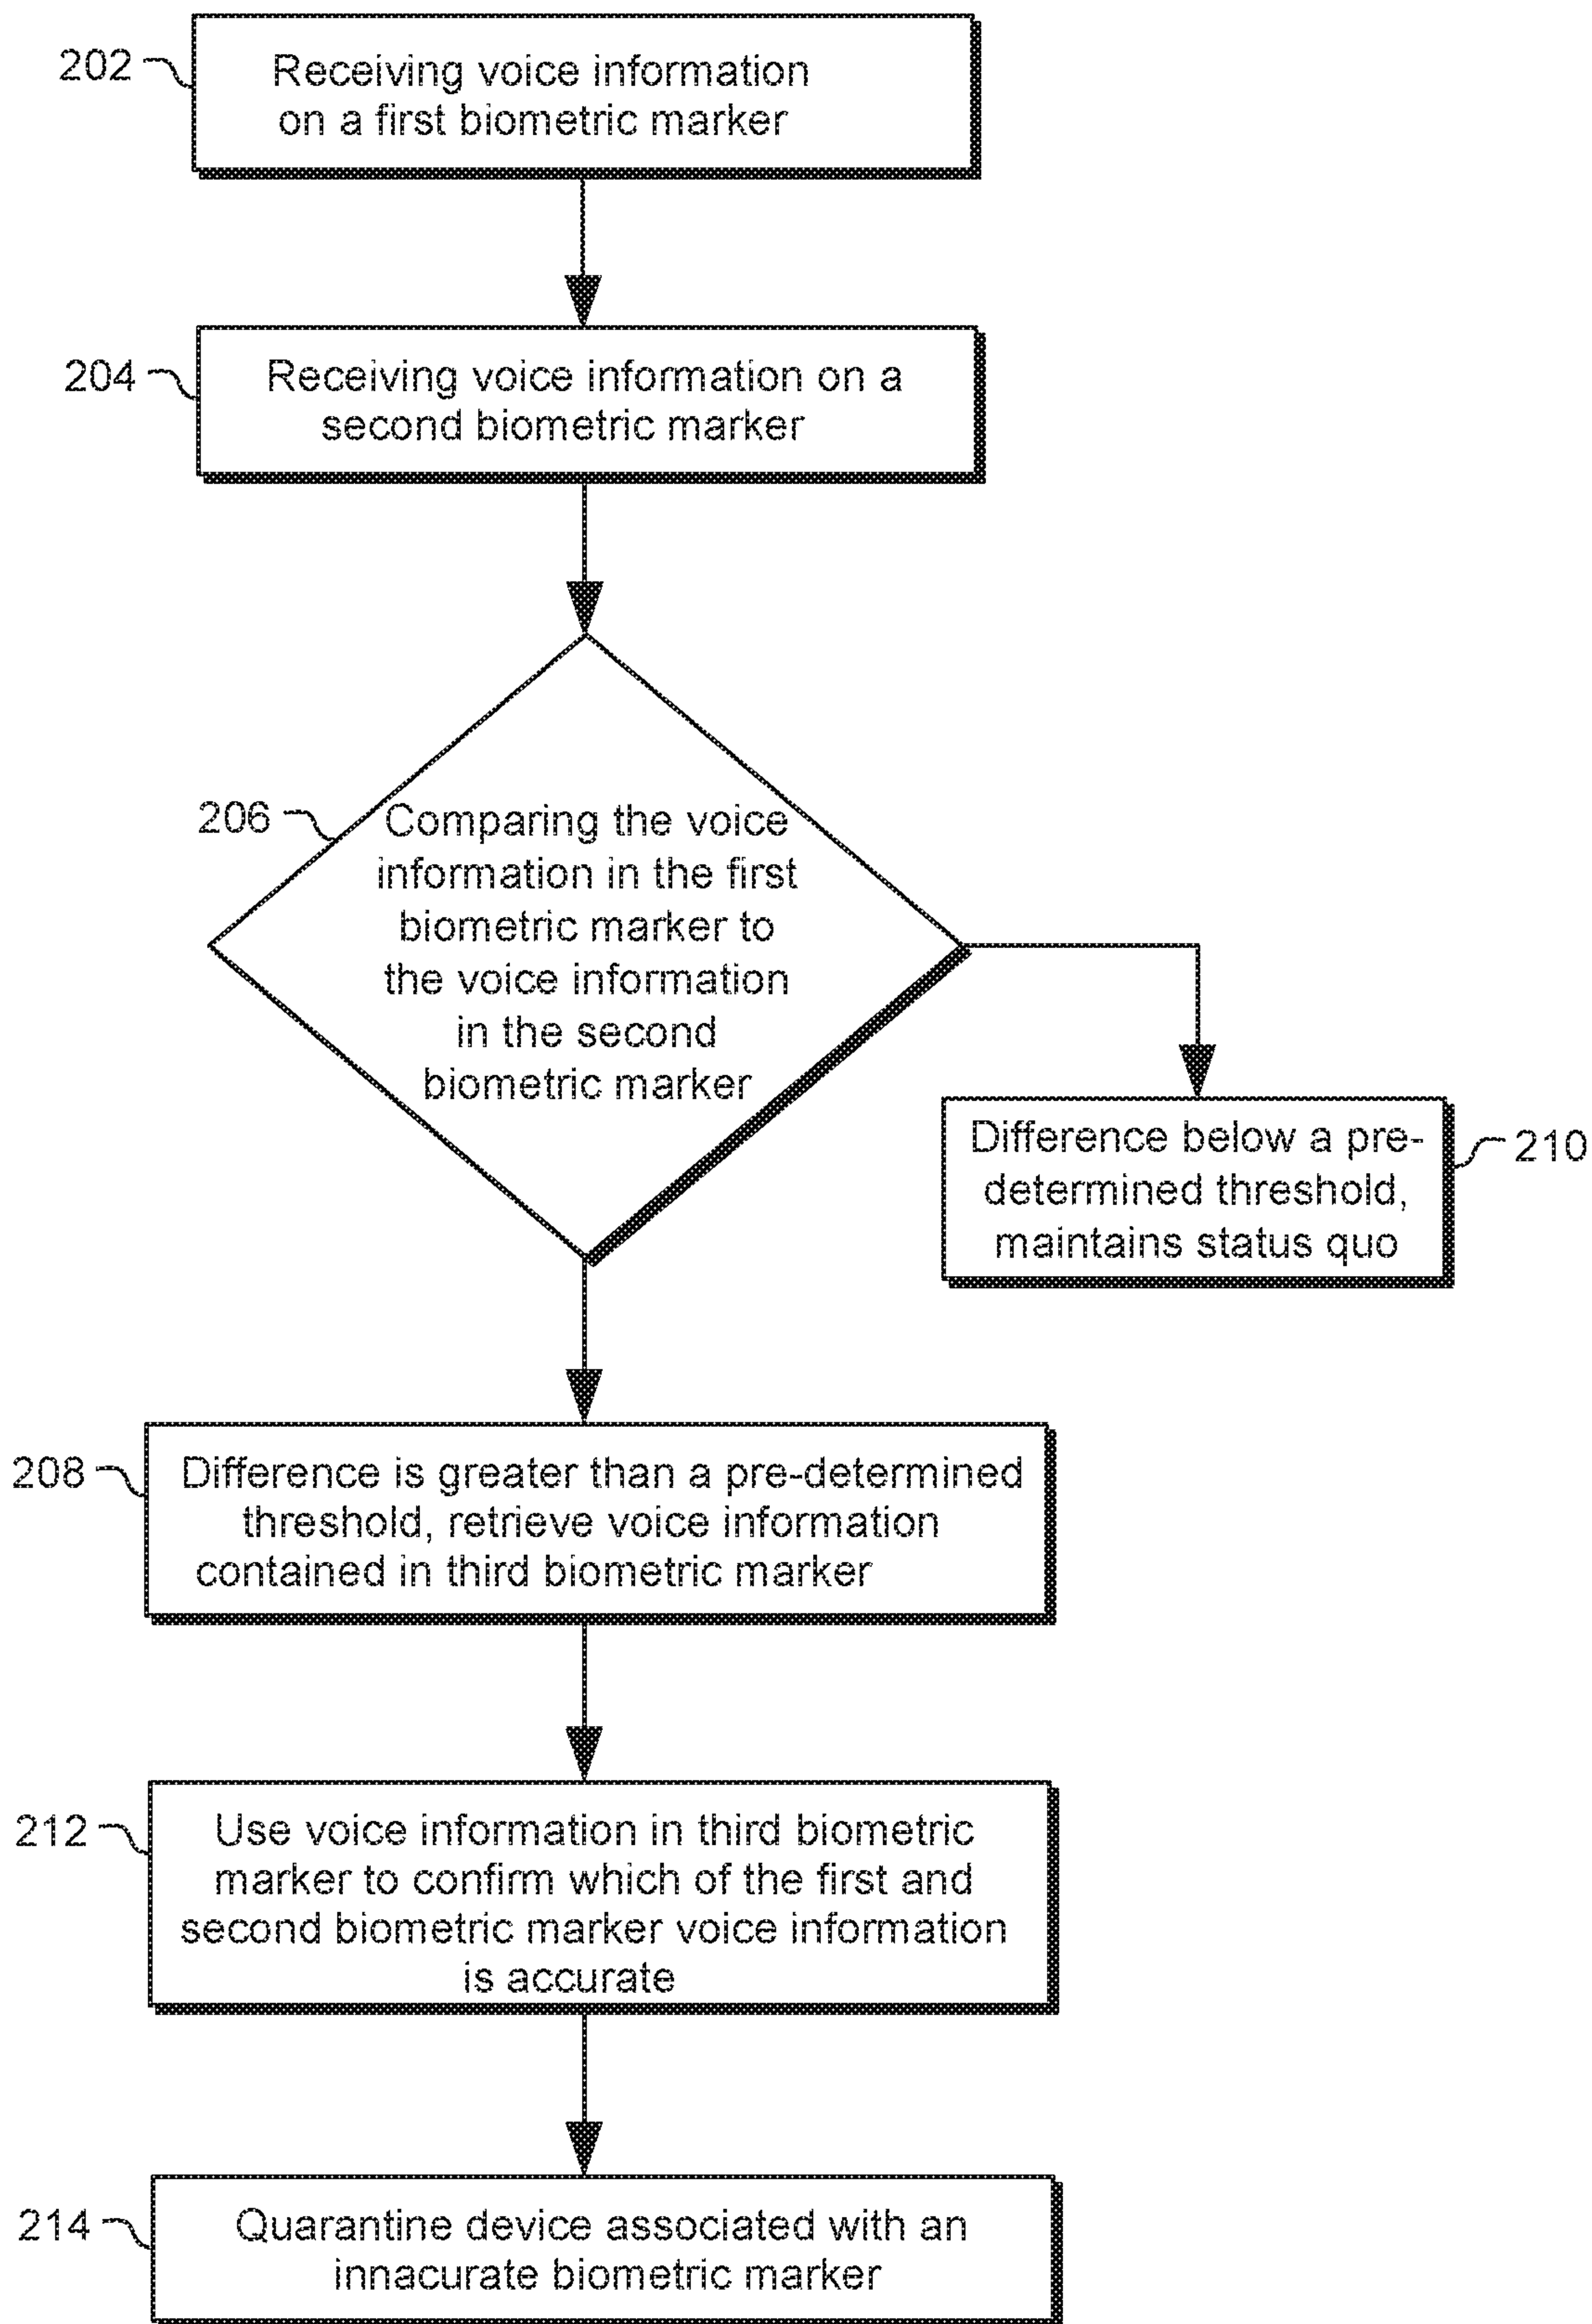 202
Receiving voice information
on a first biometric marker
204
Receiving voice information on a
second biometric marker
206
Comparing the voice
information in the first
biometric marker to
the voice information
in the second
biometric marker
Difference below a pre-
determined threshold,
maintains status quo
210
208
Difference is greater than a pre-determined
threshold, retrieve voice information
contained in third biometric marker
212
Use voice information in third biometric
marker to confirm which of the first and
second biometric marker voice information
is accurate
214
Quarantine device associated with an
innacurate biometric marker